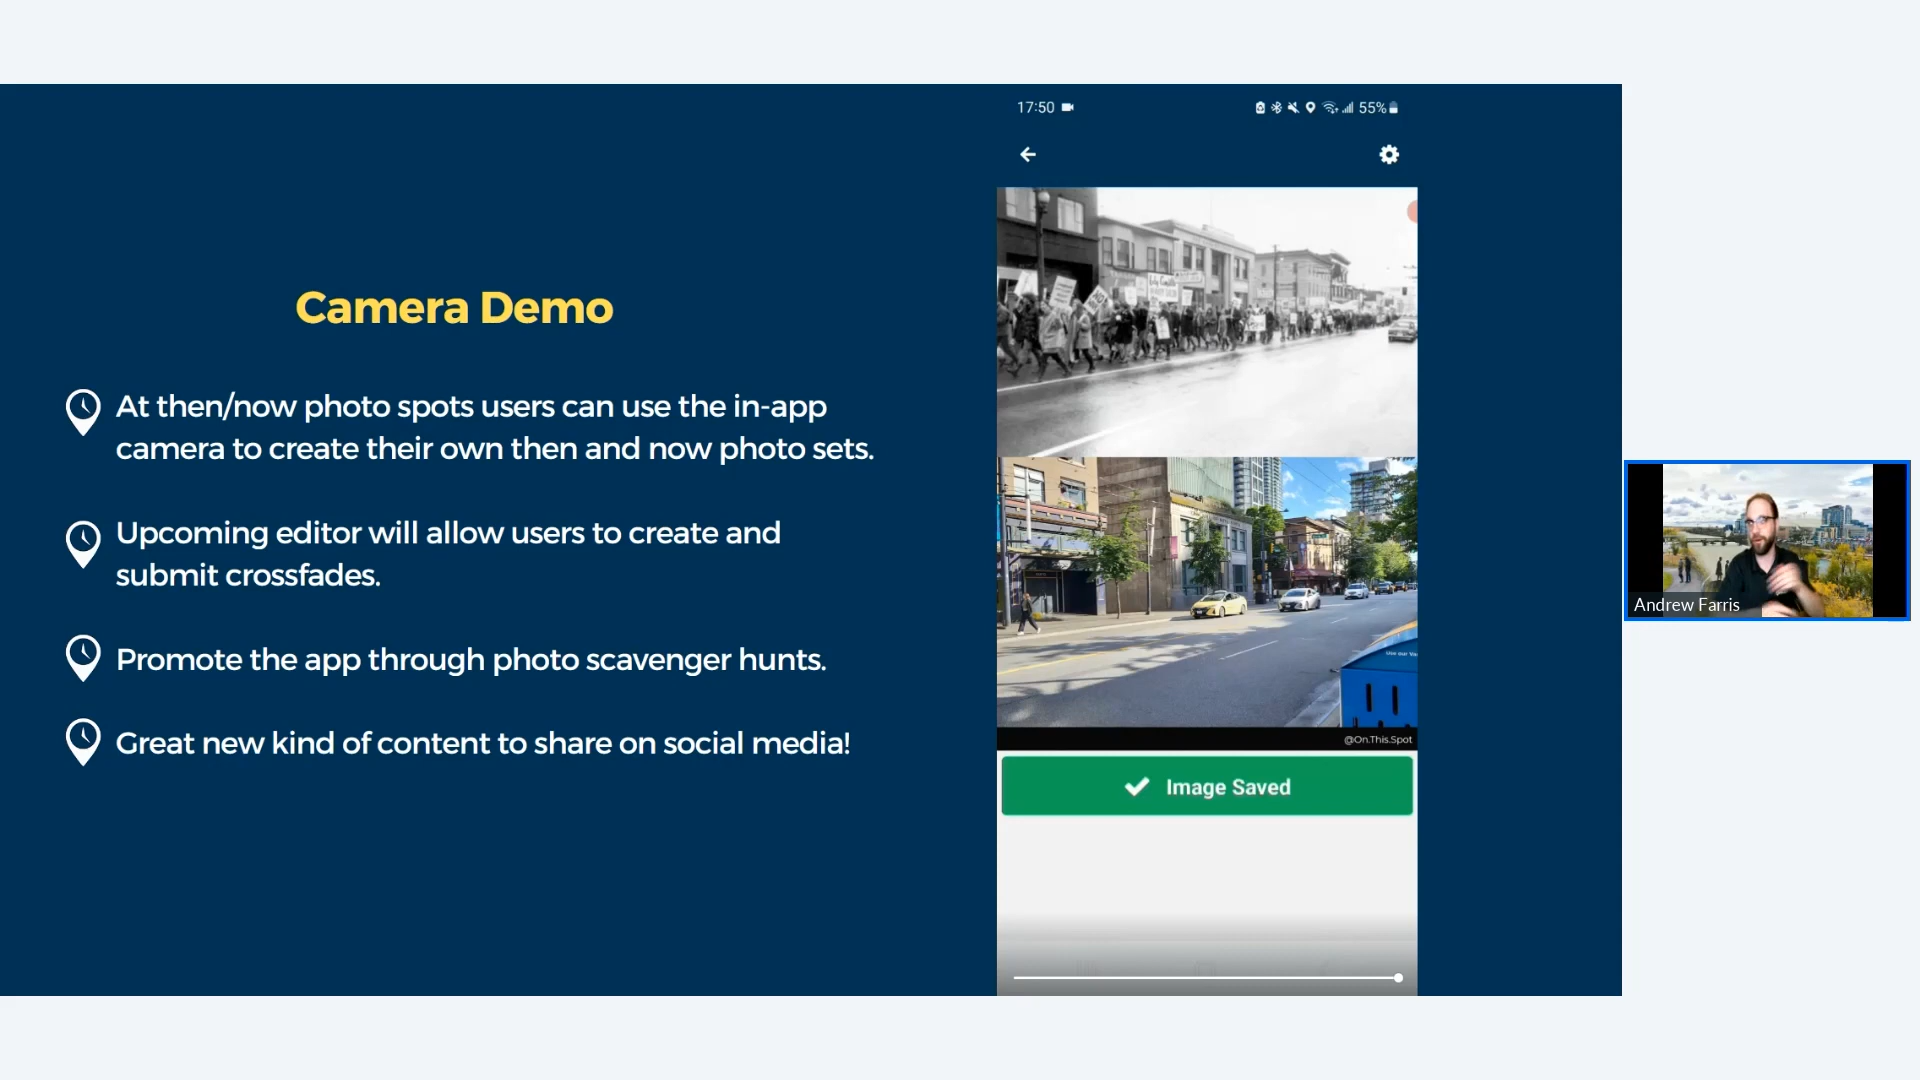 Camera Demo
At then/now photo spots users can use the in-app
camera to create their own then and now photo sets.
Upcoming editor will allow users to create and
submit crossfades.
Promote the app through photo scavenger hunts.
Great new kind of content to share on social media!
17:50
55%
Use our Va
@On.This.Spot
Image Saved
Andrew Farris